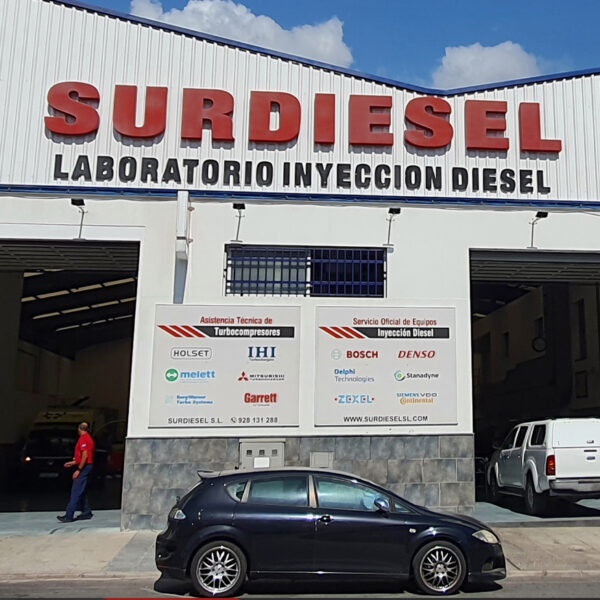 SURDIESEL
LABORATORIO INYECCION DIESEL
Asistencia Técnica de
Turbocompresores
HOLSET
IHI
Turbocharger
melett
MITSUBISHI
TURBOCHARGER
BorgWarner
Turbo Systems
Garrett
SURDIESEL S.L. 928 131 288
Servicio Oficial de Equipos
Inyección Diesel
BOSCH
DENSO
Delphi
Technologies
Stanadyne
ZEXEL
SIEMENS VDO
Continental
WWW.SURDIESELSL.COM